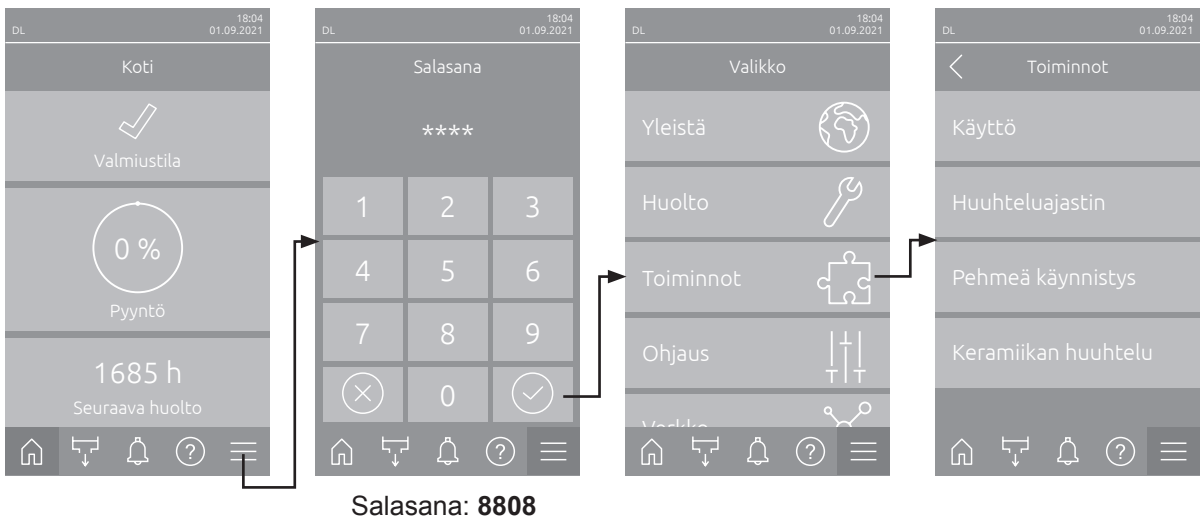 18:04
DL 01.09.2021
Koti
Valmiustila
0 %
Pyyntö
1685 h
Seuraava huolto
?
18:04
DL 01.09.2021
Salasana
****
1 2 3
4 5 6
7 8 9
0
?
Salasana: 8808
18:04
DL 01.09.2021
Valikko
Yleistä
Huolto
Toiminnot
Ohjaus
Verkko
?
18:04
DL 01.09.2021
Toiminnot
Käyttö
Huuhteluajastin
Pehmeä käynnistys
Keramiikan huuhtelu
?